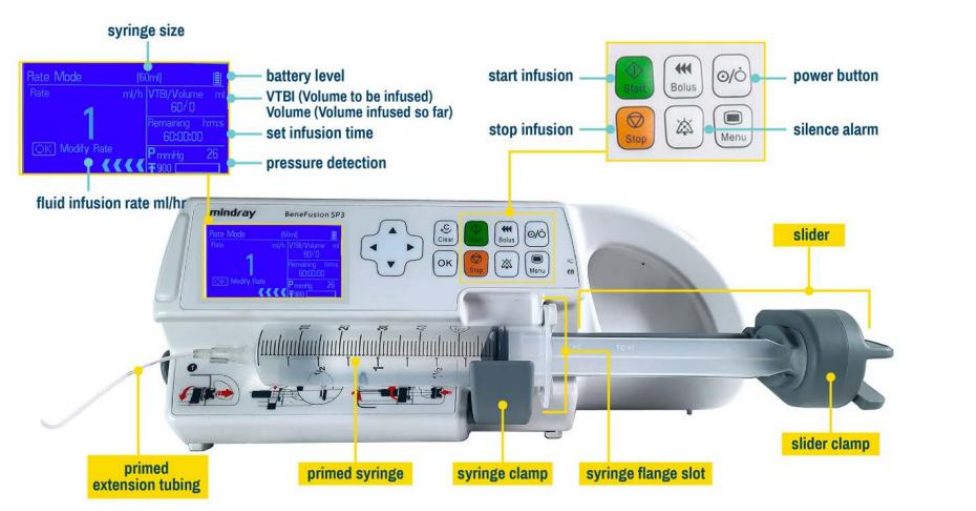 syringe size
Rate Mode [60ml]
Rate ml/h VTBI/Volume ml
60/0
1
Remaining h:m:s
60:00:00
OK Modify Rate
P mmHg 26
900
battery level
VTBI (Volume to be infused)
Volume (Volume infused so far)
set infusion time
pressure detection
fluid infusion rate ml/hr
start infusion
Start
Bolus
power button
stop infusion
Stop
Menu
silence alarm
mindray BeneFusion SP3
Rate Mode [60ml]
Rate ml/h VTBI/Volume ml
60/0
1
Remaining h:m:s
60:00:00
OK Modify Rate
P mmHg 26
900
Clear
Bolus
OK
Stop
Menu
slider
slider clamp
primed
extension tubing
primed syringe
syringe clamp
syringe flange slot